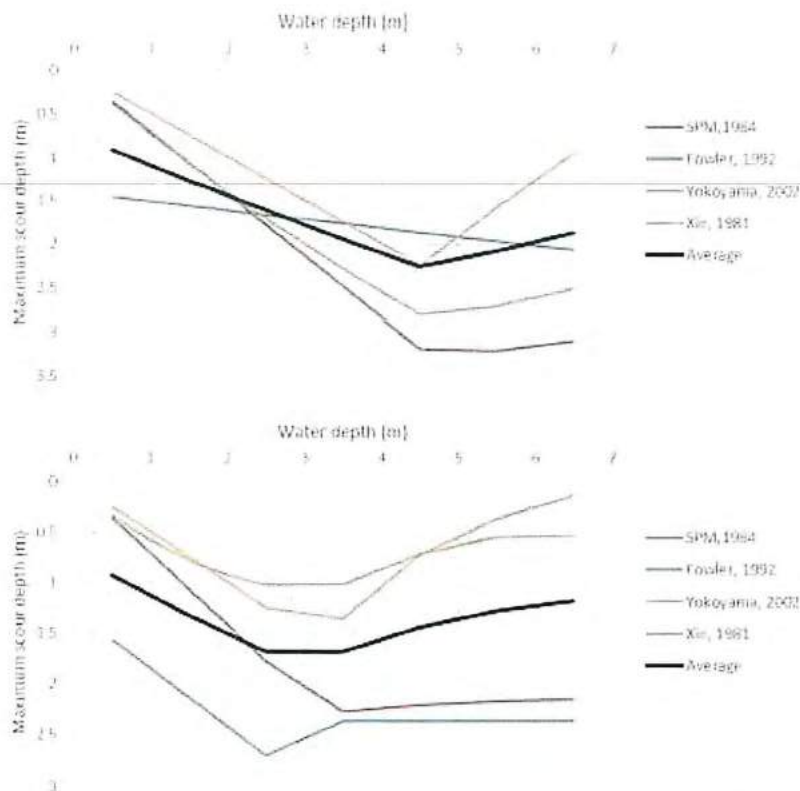 Water depth (m)
0 1 2 3 4 5 6 7
0
0.5
1
1.5
2
2.5
3
3.5
Maximum scour depth (m)
SPM, 1984
Fowler, 1992
Yokoyama, 2002
Xie, 1981
Average
Water depth (m)
0 1 2 3 4 5 6 7
0
0.5
1
1.5
2
2.5
3
Maximum scour depth (m)
SPM, 1984
Fowler, 1992
Yokoyama, 2002
Xie, 1981
Average